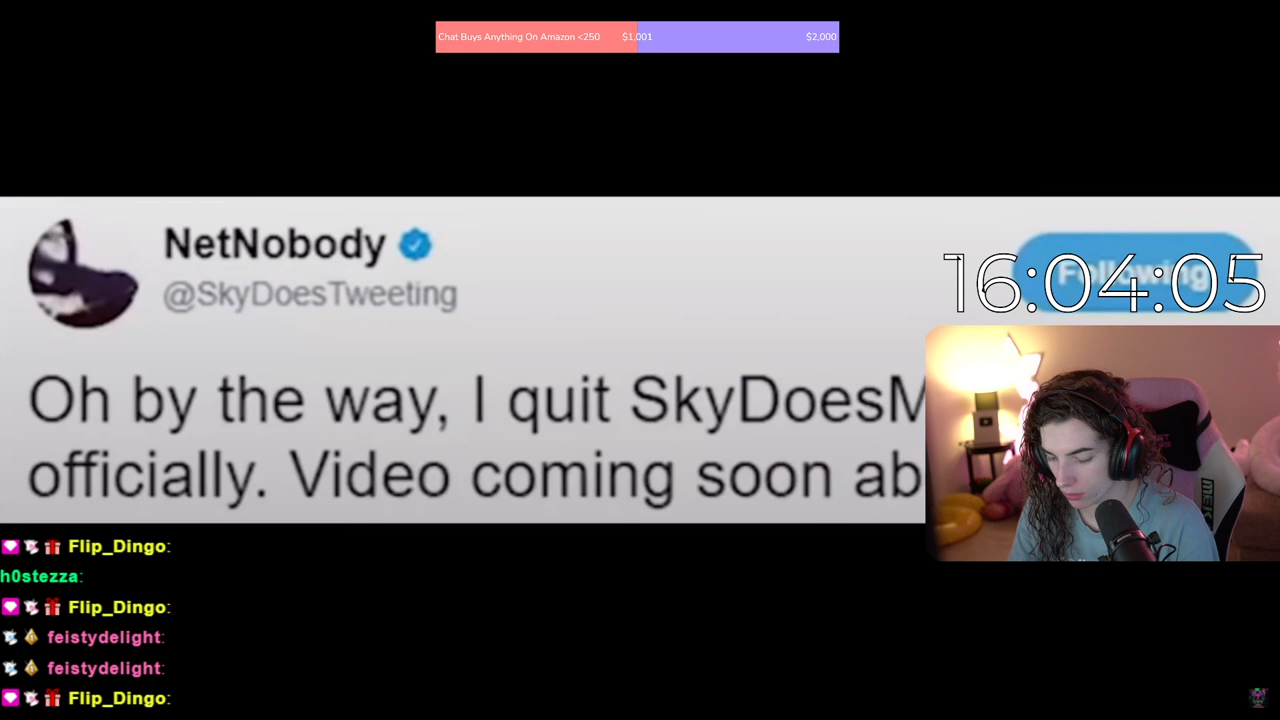 Chat Buys Anything On Amazon <250 $1,001 $2,000
NetNobody
@SkyDoesTweeting
Following
16:04:05
Oh by the way, I quit SkyDoesM
officially. Video coming soon ab
Flip_Dingo:
h0stezza:
Flip_Dingo:
feistydelight:
feistydelight:
Flip_Dingo: